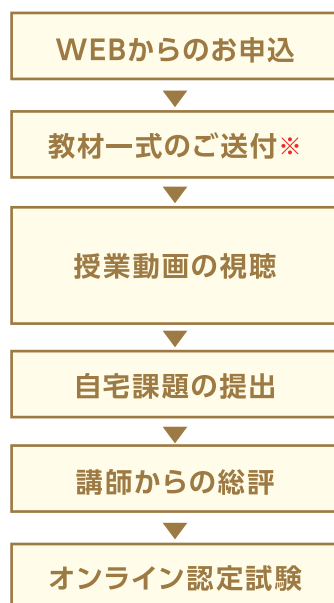 WEBからのお申込
教材一式のご送付※
授業動画の視聴
自宅課題の提出
講師からの総評
オンライン認定試験